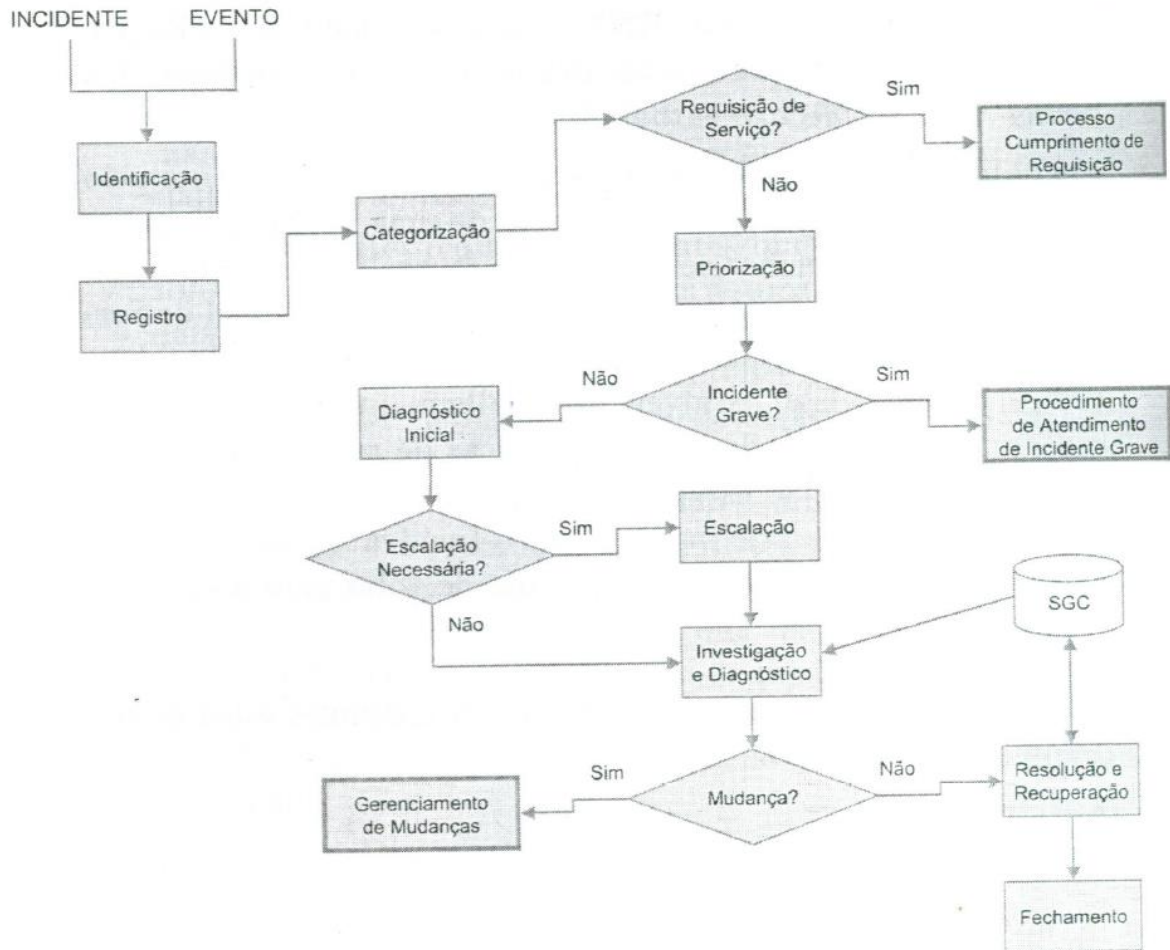 INCIDENTE
EVENTO
Identificação
Registro
Categorização
Requisição de
Serviço?
Sim
Processo
Cumprimento de
Requisição
Não
Priorização
Incidente
Grave?
Sim
Procedimento
de Atendimento
de Incidente Grave
Não
Diagnóstico
Inicial
Escalação
Necessária?
Sim
Escalação
Não
Investigação
e Diagnóstico
SGC
Mudança?
Sim
Gerenciamento
de Mudanças
Não
Resolução e
Recuperação
Fechamento